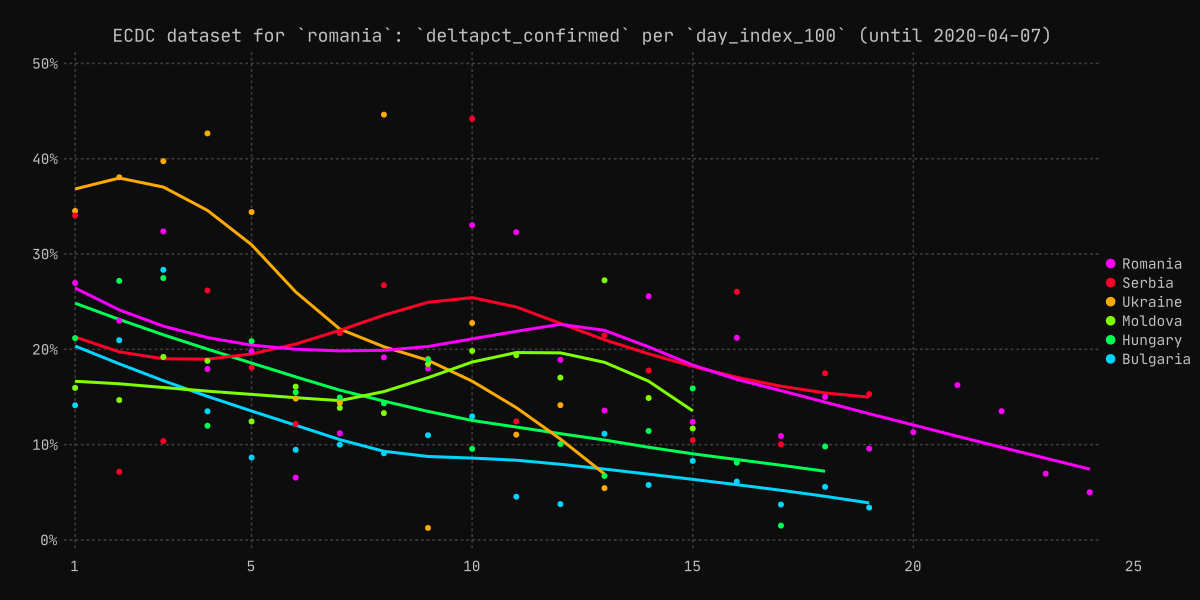 ECDC dataset for `romania`: `deltapct_confirmed` per `day_index_100` (until 2020-04-07)
50%
40%
30%
20%
10%
0%
1 5 10 15 20 25
Romania
Serbia
Ukraine
Moldova
Hungary
Bulgaria